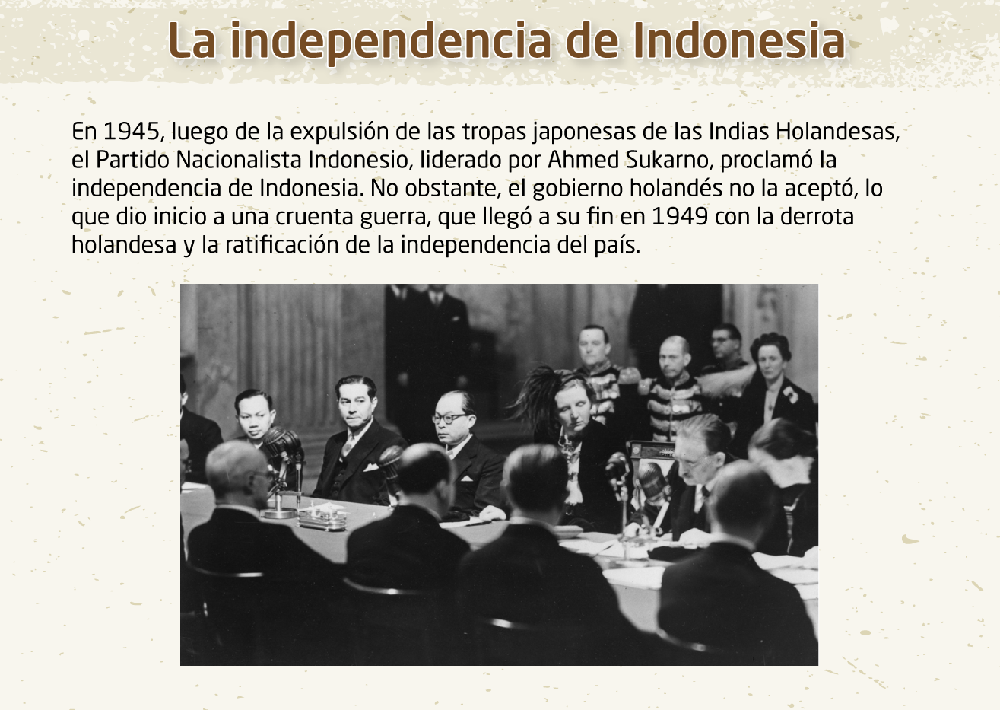 La independencia de Indonesia
En 1945, luego de la expulsión de las tropas japonesas de las Indias Holandesas,
el Partido Nacionalista Indonesio, liderado por Ahmed Sukarno, proclamó la
independencia de Indonesia. No obstante, el gobierno holandés no la aceptó, lo
que dio inicio a una cruenta guerra, que llegó a su fin en 1949 con la derrota
holandesa y la ratificación de la independencia del país.